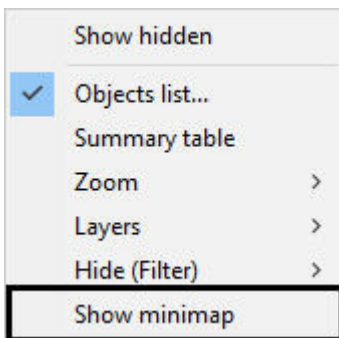 Show hidden
Objects list...
Summary table
Zoom
Layers
Hide (Filter)
Show minimap